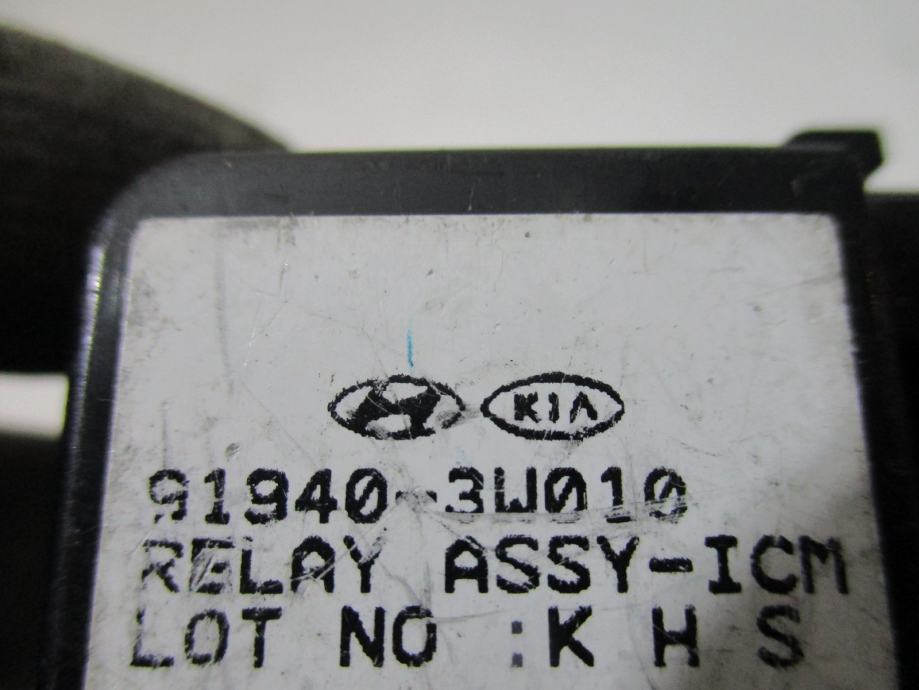 KIA
91940-3W010
RELAY ASSY-ICM
LOT NO :K H S